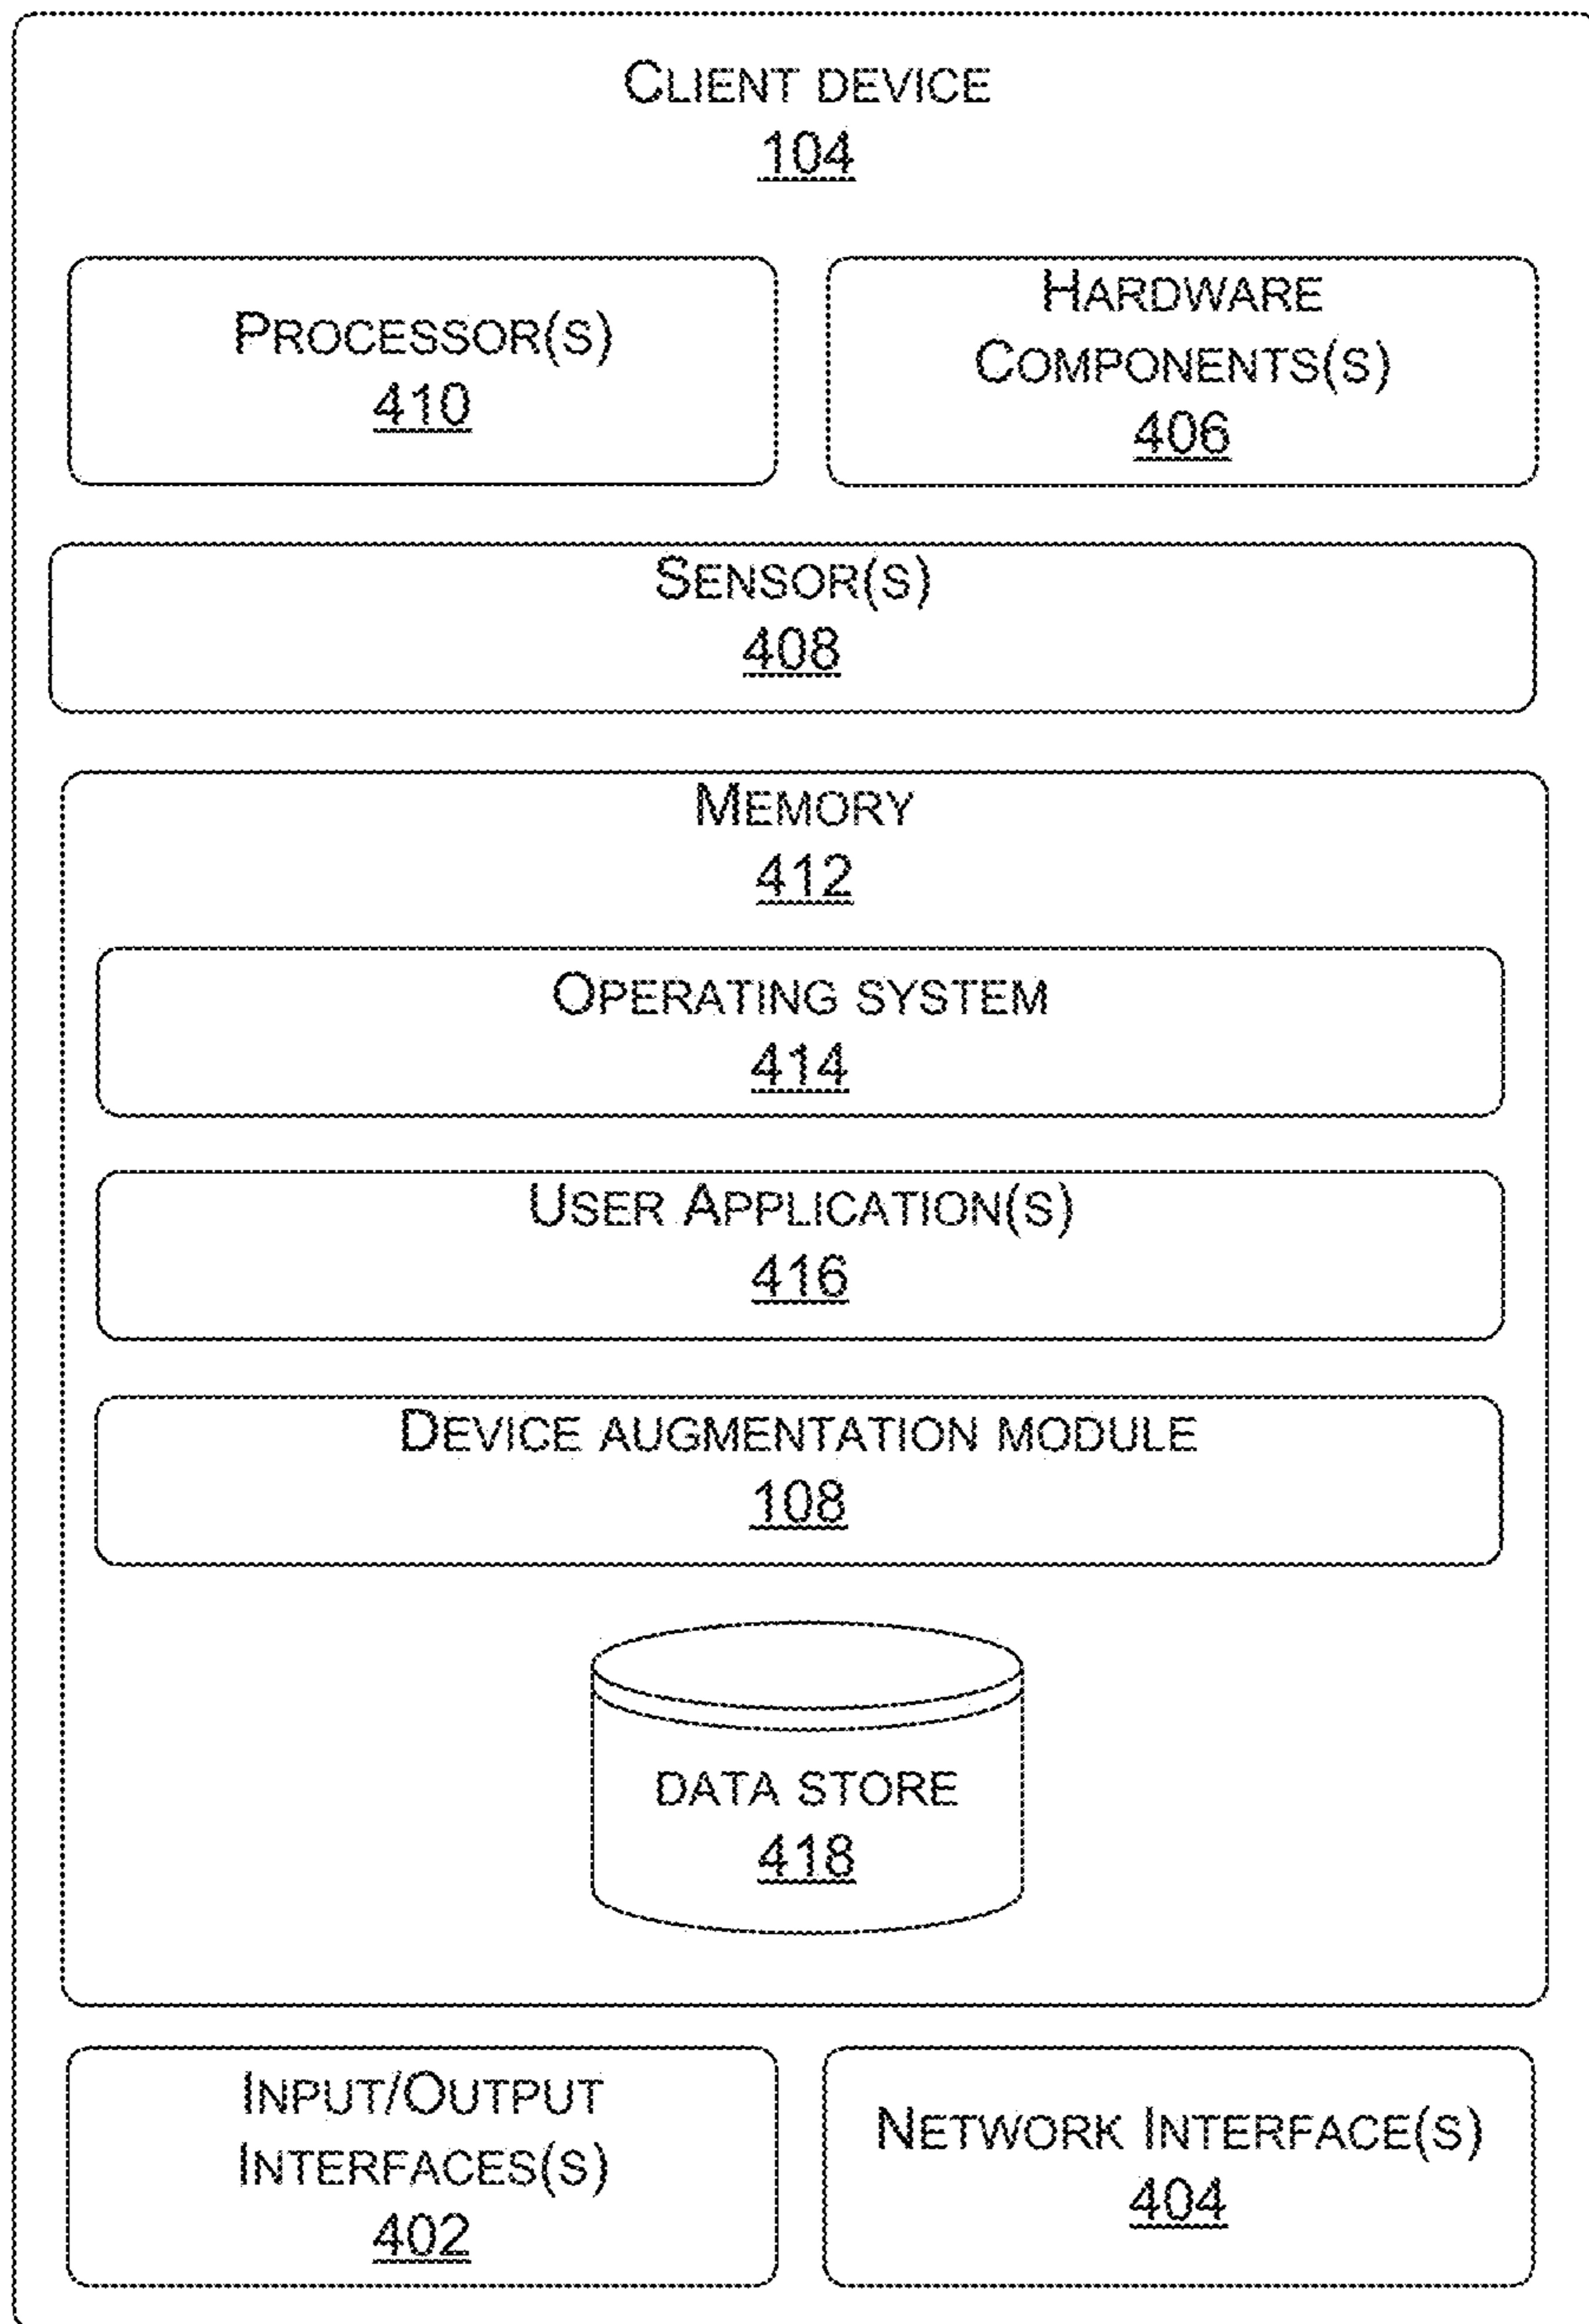 CLIENT DEVICE
104
PROCESSOR(S)
410
HARDWARE
COMPONENTS(S)
406
SENSOR(S)
408
MEMORY
412
OPERATING SYSTEM
414
USER APPLICATION(S)
416
DEVICE AUGMENTATION MODULE
108
DATA STORE
418
INPUT/OUTPUT
INTERFACES(S)
402
NETWORK INTERFACE(S)
404